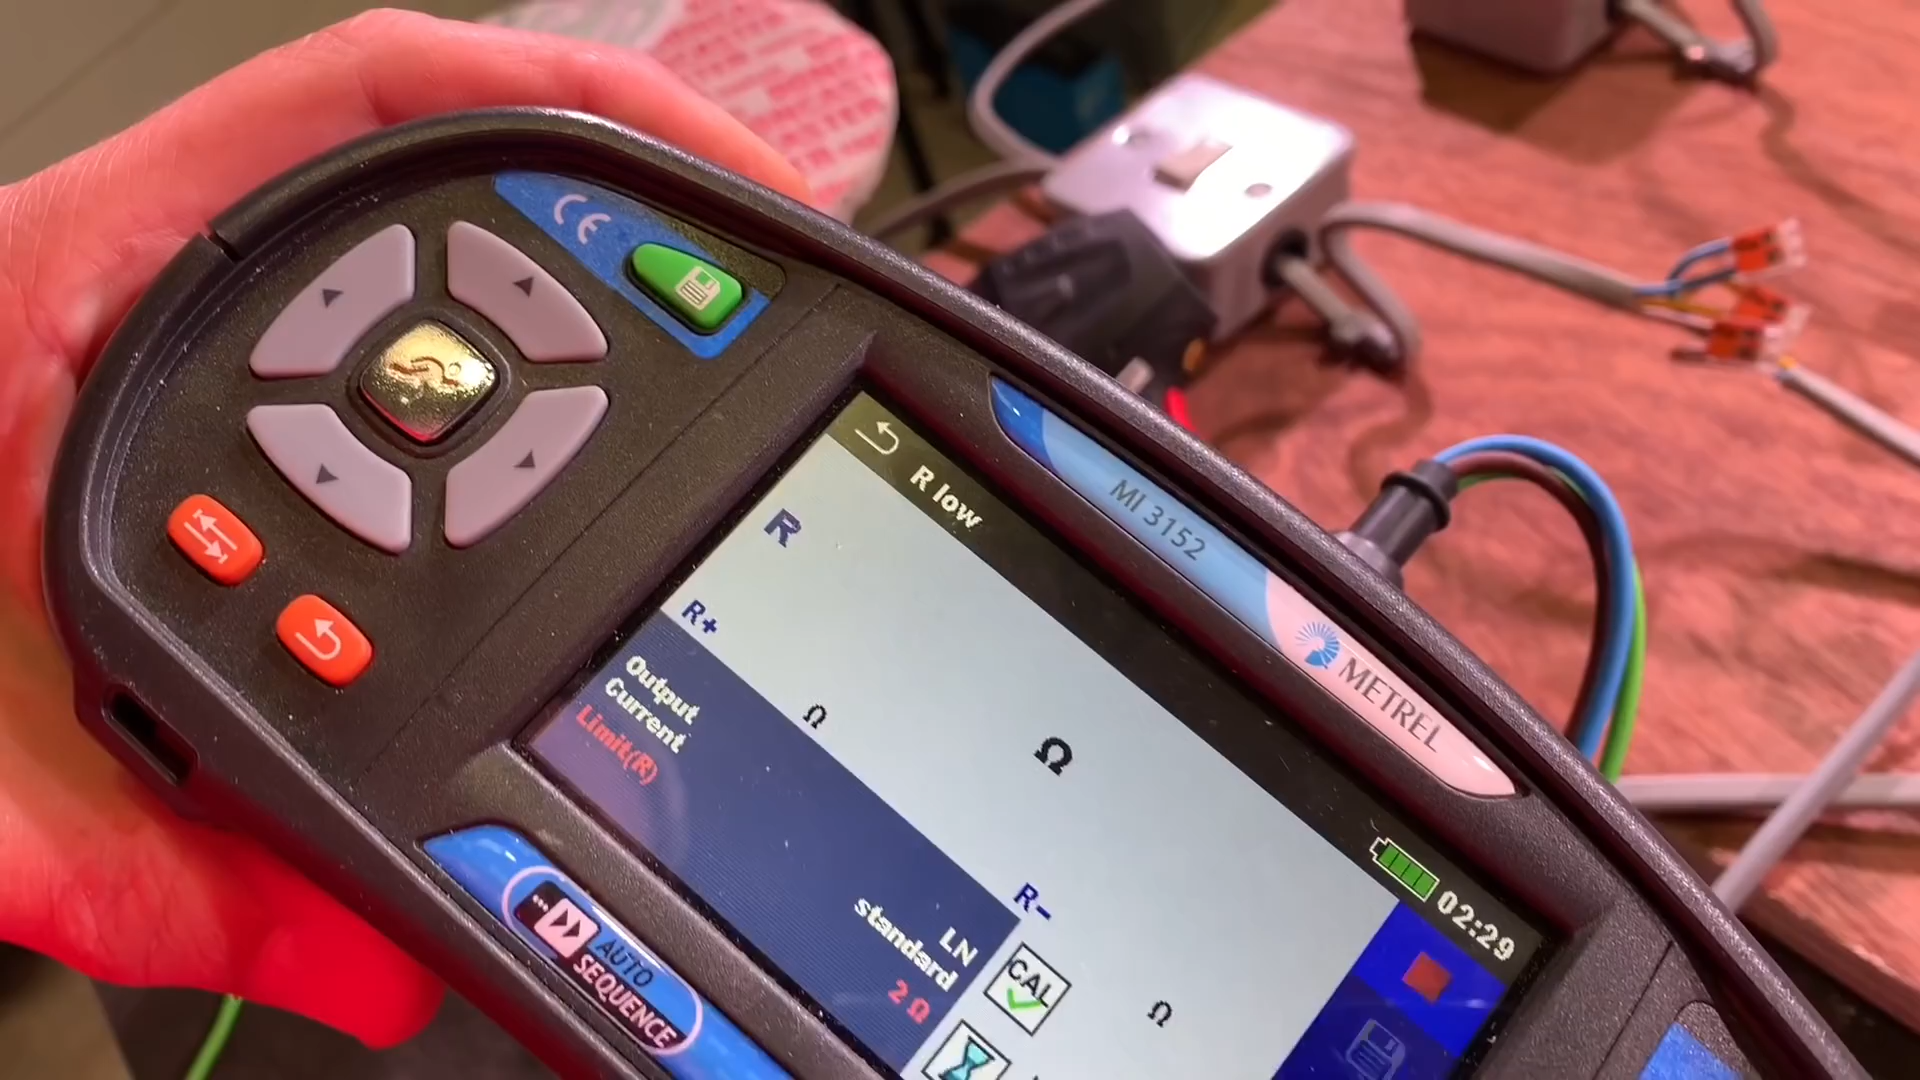 CE
MI 3152
METREL
R low
02:29
R
Ω
R+
Ω
R-
Ω
Output
LN
Current
standard
Limit(R)
2 Ω
CAL
AUTO
SEQUENCE